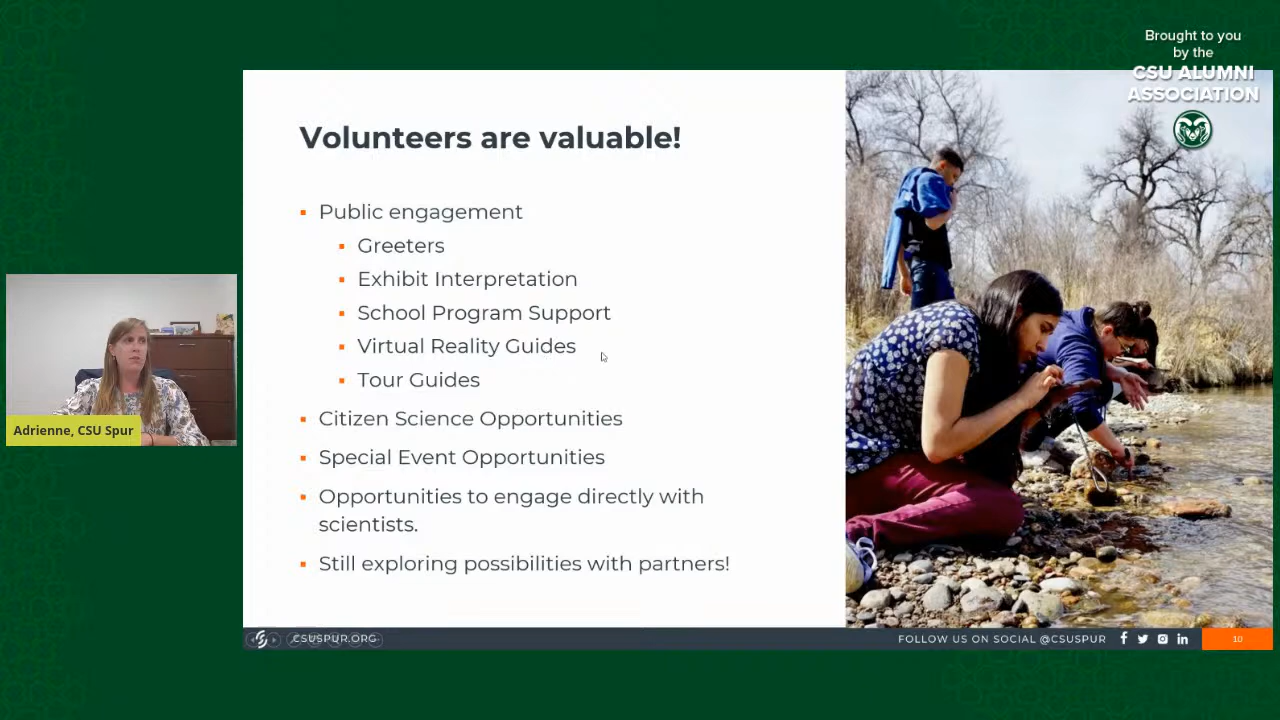 Brought to you
by the
CSU ALUMNI
ASSOCIATION
Volunteers are valuable!
Public engagement
Greeters
Exhibit Interpretation
School Program Support
Virtual Reality Guides
Tour Guides
Citizen Science Opportunities
Special Event Opportunities
Opportunities to engage directly with
scientists.
Still exploring possibilities with partners!
Adrienne, CSU Spur
CSUSPUR.ORG
FOLLOW US ON SOCIAL @CSUSPUR
10